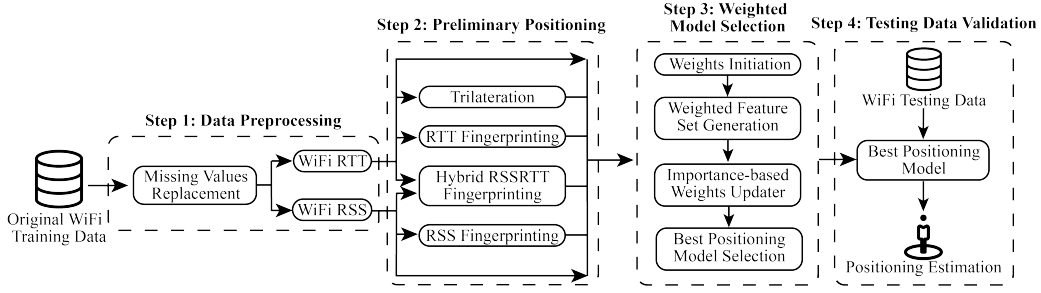 Step 1: Data Preprocessing
Original WiFi
Training Data
Missing Values
Replacement
WiFi RTT
WiFi RSS
Step 2: Preliminary Positioning
Trilateration
RTT Fingerprinting
Hybrid RSSRTT
Fingerprinting
RSS Fingerprinting
Step 3: Weighted
Model Selection
Weights Initiation
Weighted Feature
Set Generation
Importance-based
Weights Updater
Best Positioning
Model Selection
Step 4: Testing Data Validation
WiFi Testing Data
Best Positioning
Model
Positioning Estimation